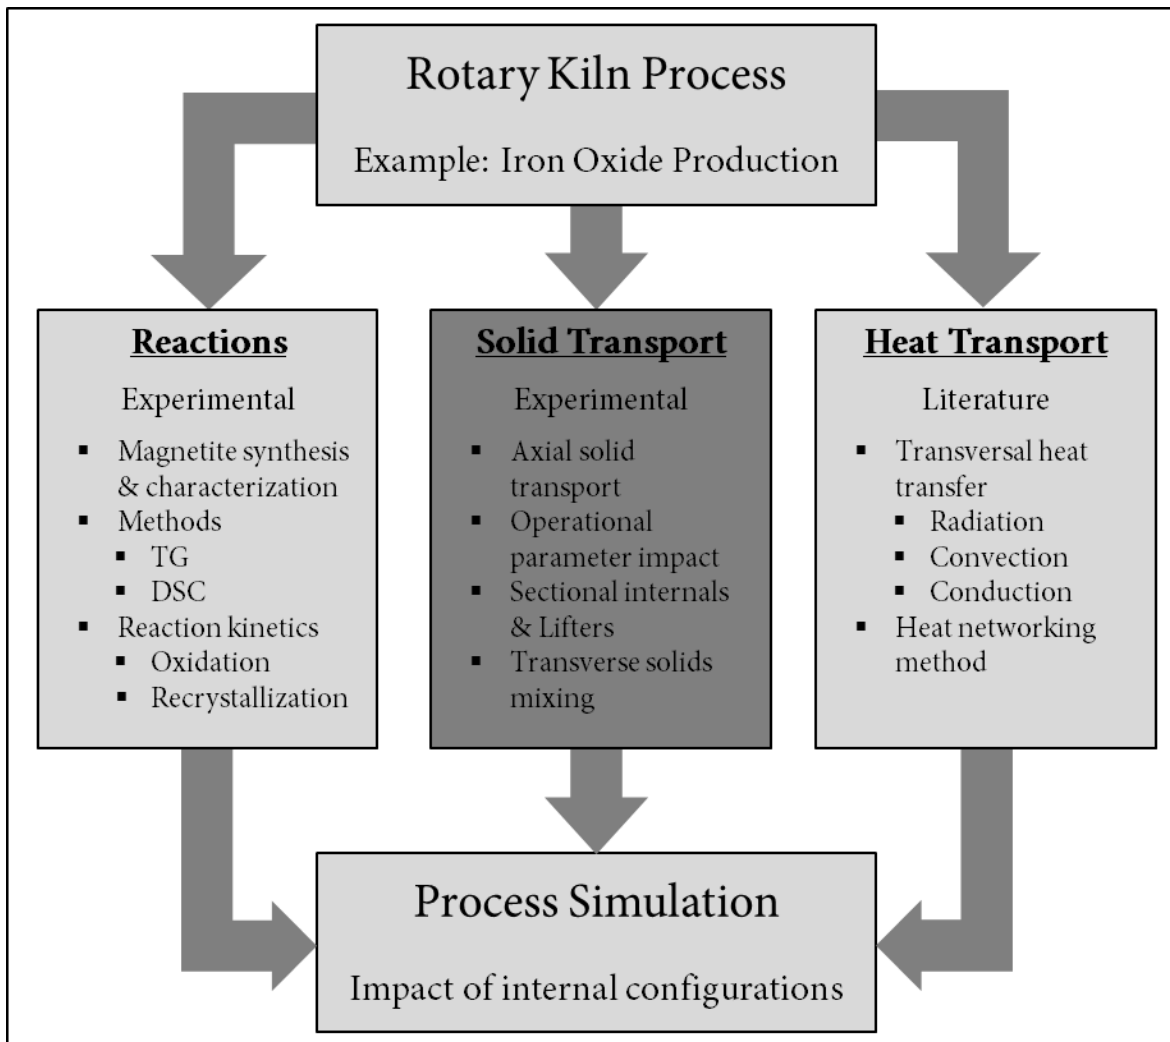 Rotary Kiln Process
Example: Iron Oxide Production
Reactions
Experimental
▪ Magnetite synthesis
& characterization
▪ Methods
▪ TG
▪ DSC
▪ Reaction kinetics
▪ Oxidation
▪ Recrystallization
Solid Transport
Experimental
▪ Axial solid
transport
▪ Operational
parameter impact
▪ Sectional internals
& Lifters
▪ Transverse solids
mixing
Heat Transport
Literature
▪ Transversal heat
transfer
▪ Radiation
▪ Convection
▪ Conduction
▪ Heat networking
method
Process Simulation
Impact of internal configurations